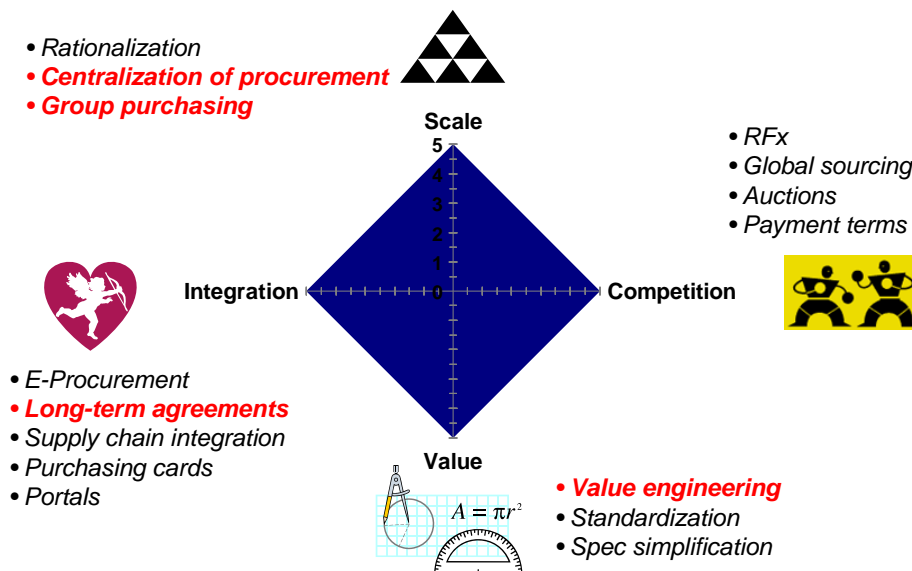 • Rationalization
• Centralization of procurement
• Group purchasing
Scale
• RFx
• Global sourcing
• Auctions
• Payment terms
5
4
3
2
1
0
Integration
Competition
• E-Procurement
• Long-term agreements
• Supply chain integration
• Purchasing cards
• Portals
Value
A = πr²
• Value engineering
• Standardization
• Spec simplification